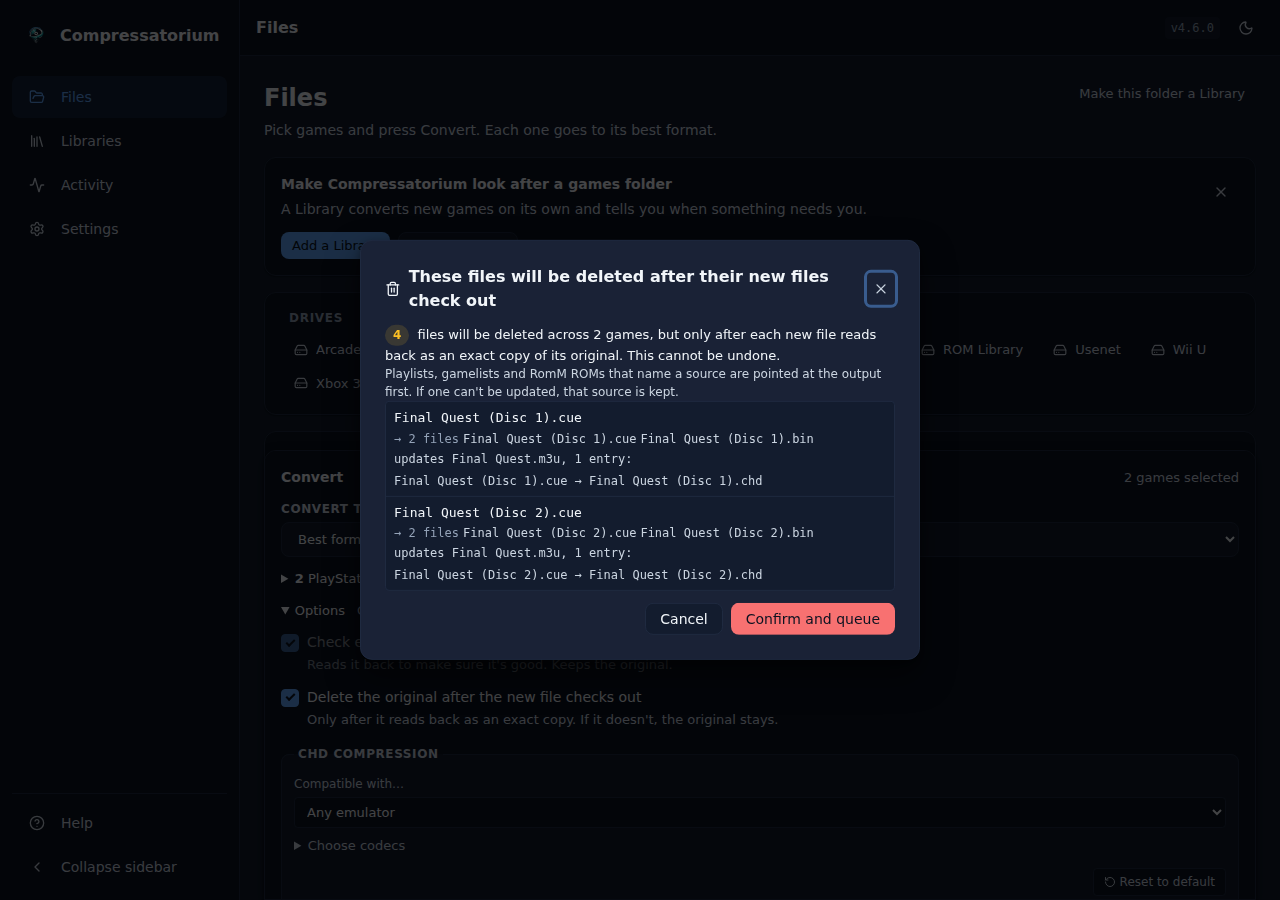 Compressatorium
Files
v4.6.0
Files
Libraries
Activity
Settings
Help
Collapse sidebar
Files
Make this folder a Library
Pick games and press Convert. Each one goes to its best format.
Make Compressatorium look after a games folder
A Library converts new games on its own and tells you when something needs you.
Add a Libra
DRIVES
Arcade
ROM Library
Usenet
Wii U
Xbox 3
Convert
2 games selected
CONVERT T
Best form
2 PlayStat
Options
Check e
Reads it back to make sure it's good. Keeps the original.
Delete the original after the new file checks out
Only after it reads back as an exact copy. If it doesn't, the original stays.
CHD COMPRESSION
Compatible with...
Any emulator
Choose codecs
Reset to default
These files will be deleted after their new files
check out
4 files will be deleted across 2 games, but only after each new file reads
back as an exact copy of its original. This cannot be undone.
Playlists, gamelists and RomM ROMs that name a source are pointed at the output
first. If one can't be updated, that source is kept.
Final Quest (Disc 1).cue
→ 2 files Final Quest (Disc 1).cue Final Quest (Disc 1).bin
updates Final Quest.m3u, 1 entry:
Final Quest (Disc 1).cue → Final Quest (Disc 1).chd
Final Quest (Disc 2).cue
→ 2 files Final Quest (Disc 2).cue Final Quest (Disc 2).bin
updates Final Quest.m3u, 1 entry:
Final Quest (Disc 2).cue → Final Quest (Disc 2).chd
Cancel
Confirm and queue